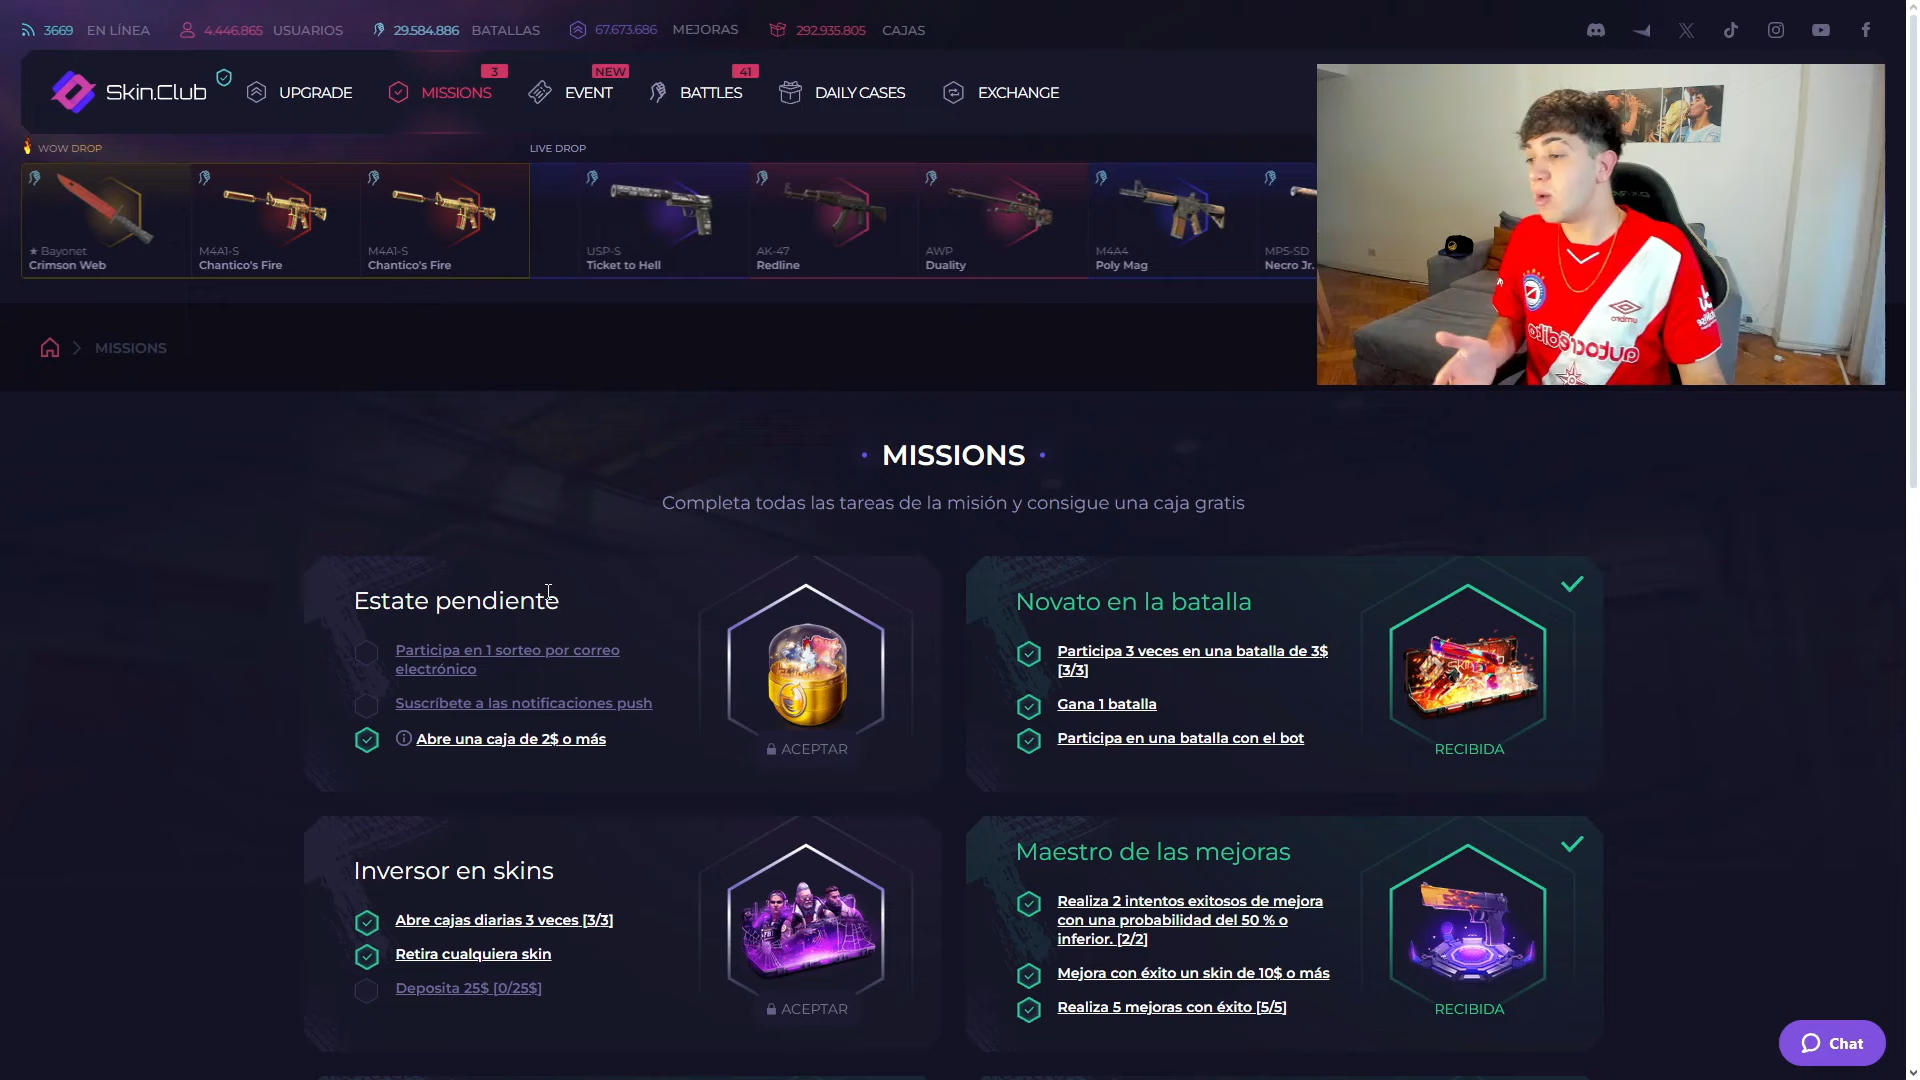 3669 EN LÍNEA 4.446.865 USUARIOS 29.584.886 BATALLAS 67.673.686 MEJORAS 292.935.805 CAJAS
3 NEW 41
Skin.Club UPGRADE MISSIONS EVENT BATTLES DAILY CASES EXCHANGE
WOW DROP LIVE DROP
★ Bayonet M4A1-S M4A1-S USP-S AK-47 AWP M4A4 MP5-SD
Crimson Web Chantico's Fire Chantico's Fire Ticket to Hell Redline Duality Poly Mag Necro Jr.
umbro
autocrédito
MISSIONS
MISSIONS
Completa todas las tareas de la misión y consigue una caja gratis
Estate pendiente
Participa en 1 sorteo por correo
electrónico
Suscríbete a las notificaciones push
Abre una caja de 2$ o más
ACEPTAR
Novato en la batalla
Participa 3 veces en una batalla de 3$
[3/3]
Gana 1 batalla
Participa en una batalla con el bot
RECIBIDA
Inversor en skins
Abre cajas diarias 3 veces [3/3]
Retira cualquiera skin
Deposita 25$ [0/25$]
ACEPTAR
Maestro de las mejoras
Realiza 2 intentos exitosos de mejora
con una probabilidad del 50 % o
inferior. [2/2]
Mejora con éxito un skin de 10$ o más
Realiza 5 mejoras con éxito [5/5]
RECIBIDA
Chat